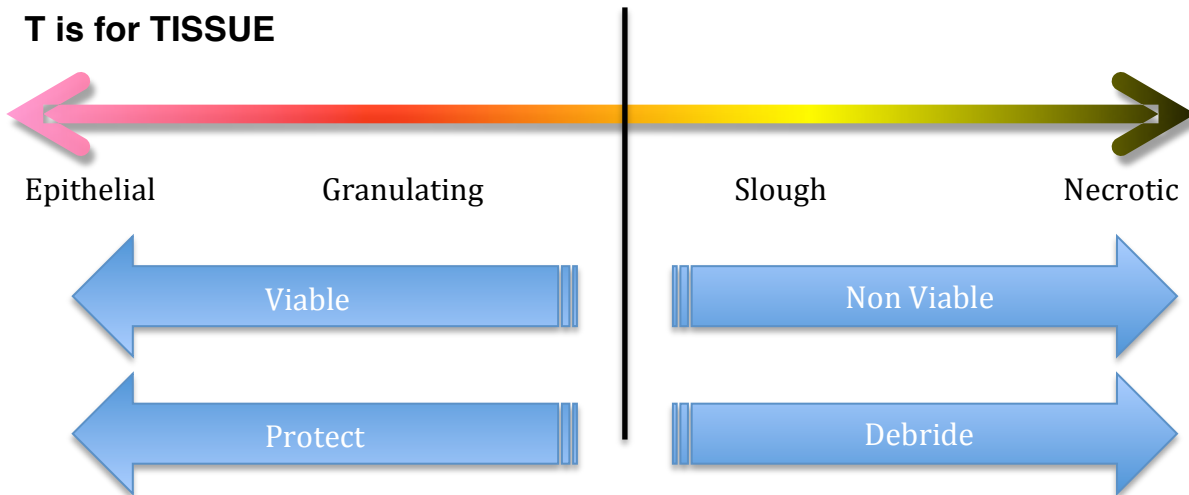 T is for TISSUE
Epithelial Granulating Slough Necrotic
Viable Non Viable
Protect Debride